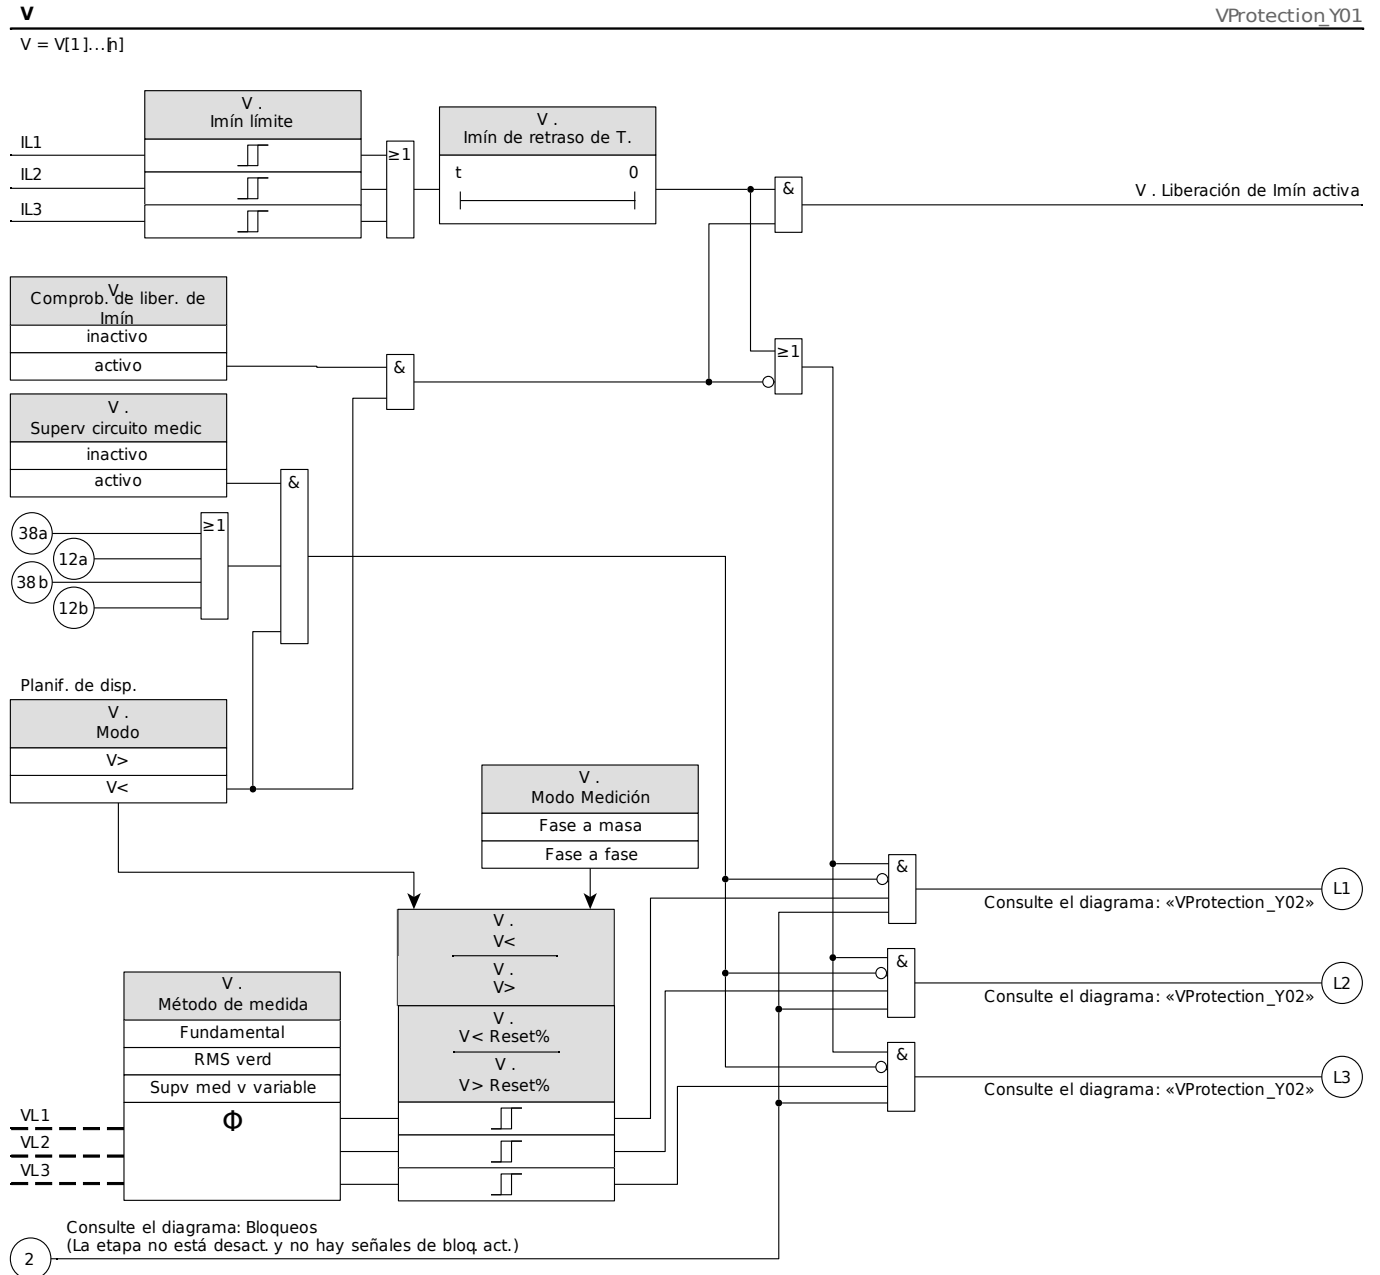 V
VProtection_Y01
V = V[1]...[n]
V .
Imín límite
IL1
IL2
IL3
≥1
V .
Imín de retraso de T.
t
0
&
V . Liberación de Imín activa
V .
Comprob. de liber. de
Imín
inactivo
activo
&
≥1
V .
Superv circuito medic
inactivo
activo
&
38a
12a
38b
12b
≥1
Planif. de disp.
V .
Modo
V>
V<
V .
Modo Medición
Fase a masa
Fase a fase
&
L1
Consulte el diagrama: «VProtection_Y02»
V .
V<
V .
V>
V .
V< Reset%
V .
V> Reset%
&
L2
Consulte el diagrama: «VProtection_Y02»
V .
Método de medida
Fundamental
RMS verd
Supv med v variable
Φ
&
L3
Consulte el diagrama: «VProtection_Y02»
VL1
VL2
VL3
Consulte el diagrama: Bloqueos
(La etapa no está desact. y no hay señales de bloq. act.)
2